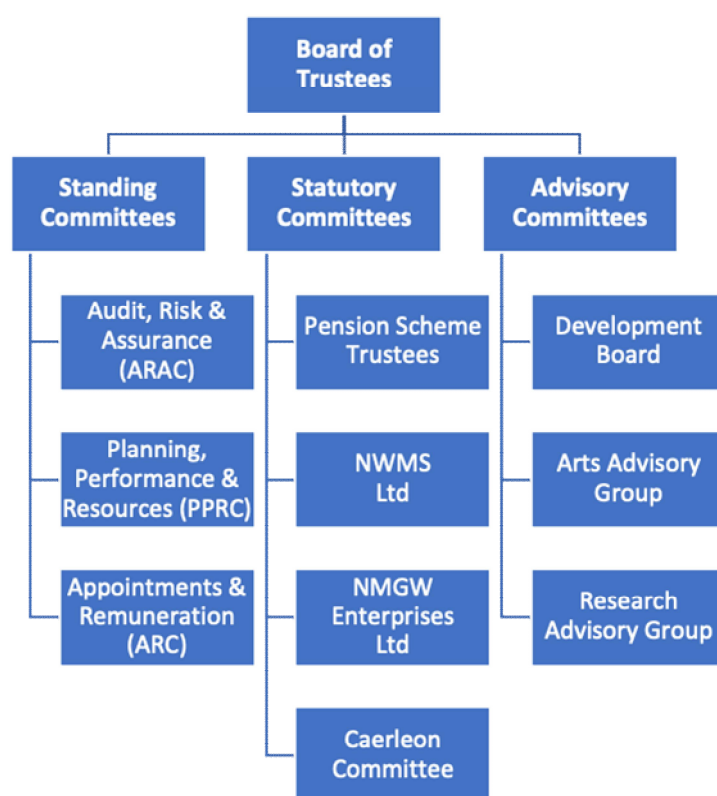 Board of
Trustees
Standing
Committees
Statutory
Committees
Advisory
Committees
Audit, Risk &
Assurance
(ARAC)
Pension Scheme
Trustees
Development
Board
Planning,
Performance &
Resources (PPRC)
NWMS
Ltd
Arts Advisory
Group
Appointments &
Remuneration
(ARC)
NMGW
Enterprises
Ltd
Research
Advisory Group
Caerleon
Committee